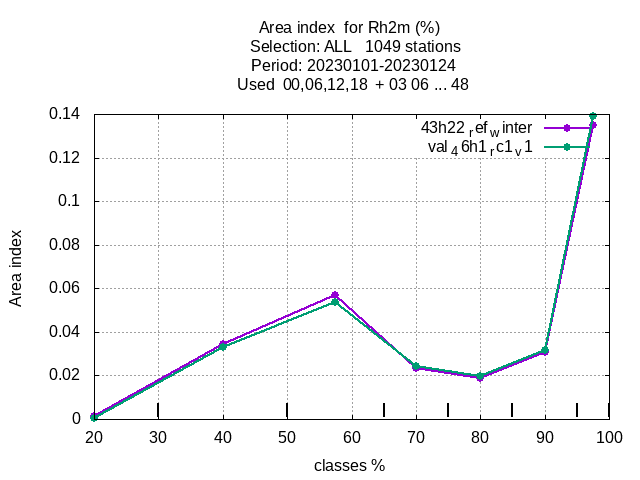 Area index for Rh2m (%)
Selection: ALL 1049 stations
Period: 20230101-20230124
Used 00,06,12,18 + 03 06 ... 48
43h22 ref winter
val 46h1 rc1v1
0.14
0.12
0.1
0.08
0.06
0.04
0.02
0
Area index
20 30 40 50 60 70 80 90 100
classes %